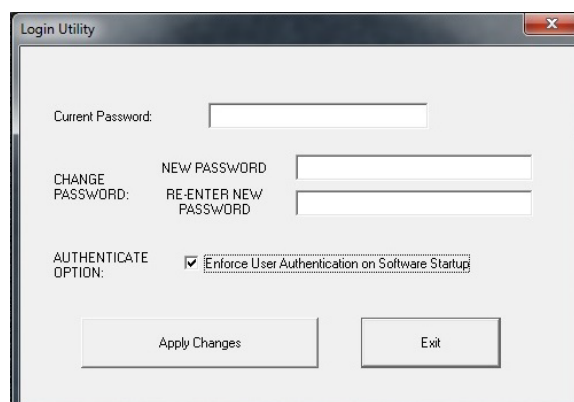 Login Utility
Current Password:
CHANGE
PASSWORD:
NEW PASSWORD
RE-ENTER NEW
PASSWORD
AUTHENTICATE
OPTION:
Enforce User Authentication on Software Startup
Apply Changes
Exit